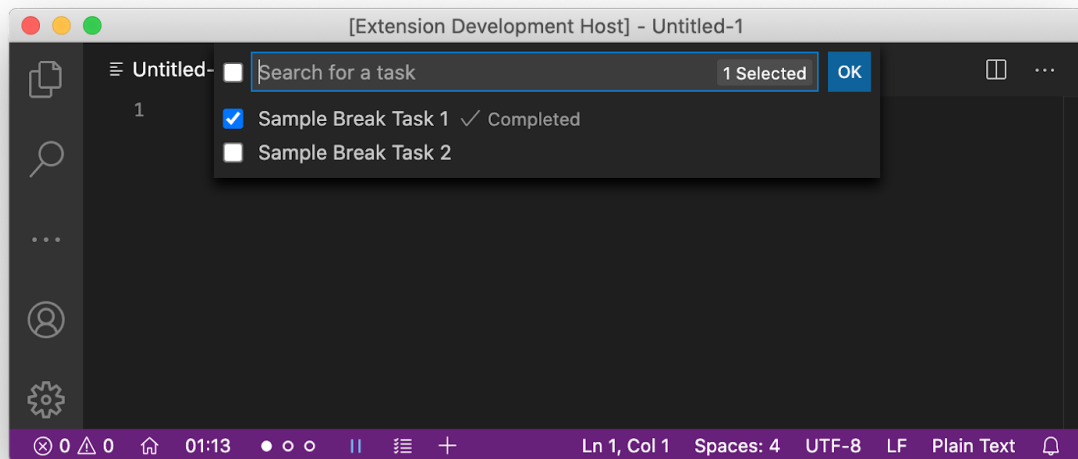 [Extension Development Host] - Untitled-1
Untitled-
Search for a task
1 Selected
OK
1
Sample Break Task 1 ✓ Completed
Sample Break Task 2
0 0 01:13 Ln 1, Col 1 Spaces: 4 UTF-8 LF Plain Text